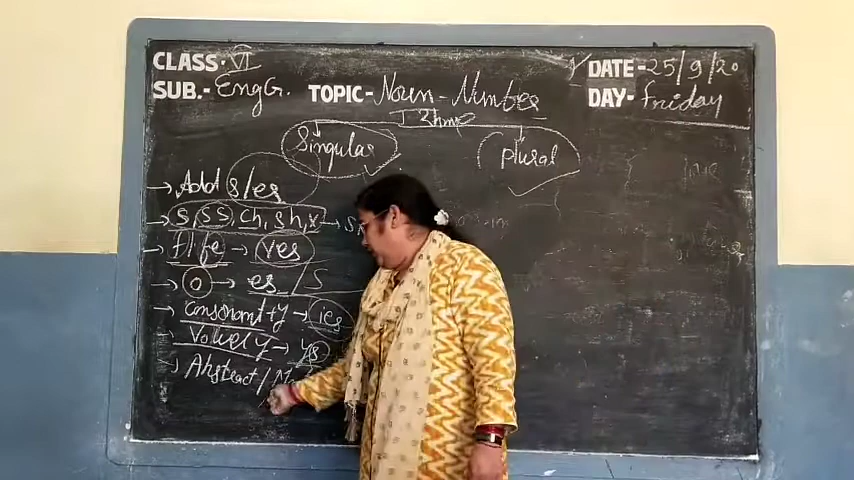 CLASS.- VI
SUB.- EngG.
TOPIC- Noun - Number
DATE - 25/9/20
DAY- friday
Singular
plural
→ Add s/es
→ s, ss, ch, sh, x →
→ f/fe → ves
→ o → es / s
→ consonant + y → ies
→ Vowel y → ys
→ Abstract /